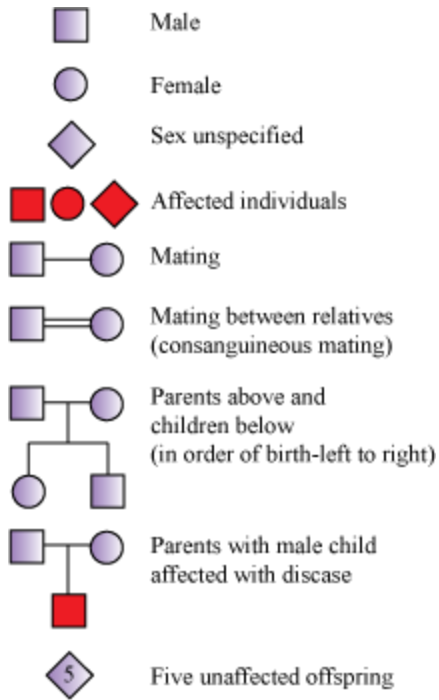 Male
Female
Sex unspecified
Affected individuals
Mating
Mating between relatives
(consanguineous mating)
Parents above and
children below
(in order of birth-left to right)
Parents with male child
affected with discase
5 Five unaffected offspring